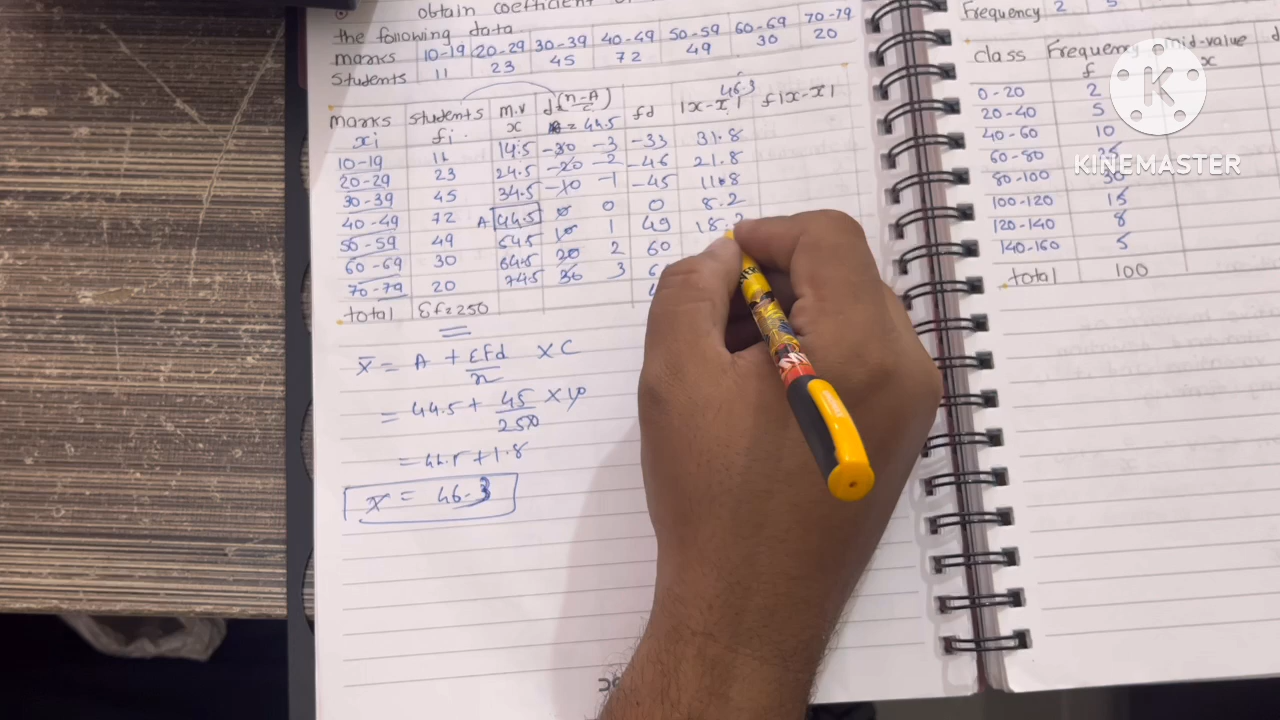 obtain coefficient
the following data
marks 10-19 20-29 30-39 40-49 50-59 60-69 70-79
Students 11 23 45 72 49 30 20
marks students m.v d(n-A/c) fd |x-x̄| 46.3 f|x-x̄|
xi fi x A = 44.5
10-19 11 14.5 -30 -3 -33 31.8
20-29 23 24.5 -20 -2 -46 21.8
30-39 45 34.5 -10 -1 -45 11.8
40-49 72 A 44.5 0 0 0 8.2
50-59 49 645 10 1 49 18.2
60-69 30 64.5 20 2 60
70-79 20 74.5 30 3
total Σf=250
x̄ = A + Σfd/n × C
= 44.5 + 45/250 × 10
= 44.5 + 1.8
x̄ = 46.3
Frequency 2 5
class Frequency mid-value
f x
0-20 2
20-40 5
40-60 10
60-80 25
80-100 30
100-120 15
120-140 8
140-160 5
total 100
K
KINEMASTER